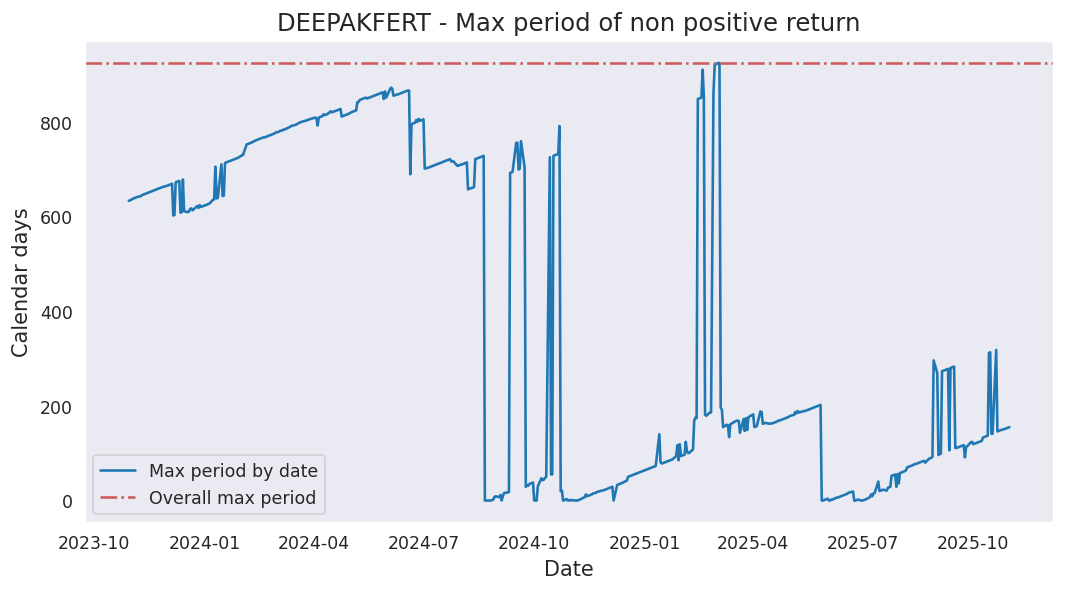 DEEPAKFERT - Max period of non positive return
Calendar days
800
600
400
200
0
Max period by date
Overall max period
2023-10 2024-01 2024-04 2024-07 2024-10 2025-01 2025-04 2025-07 2025-10
Date